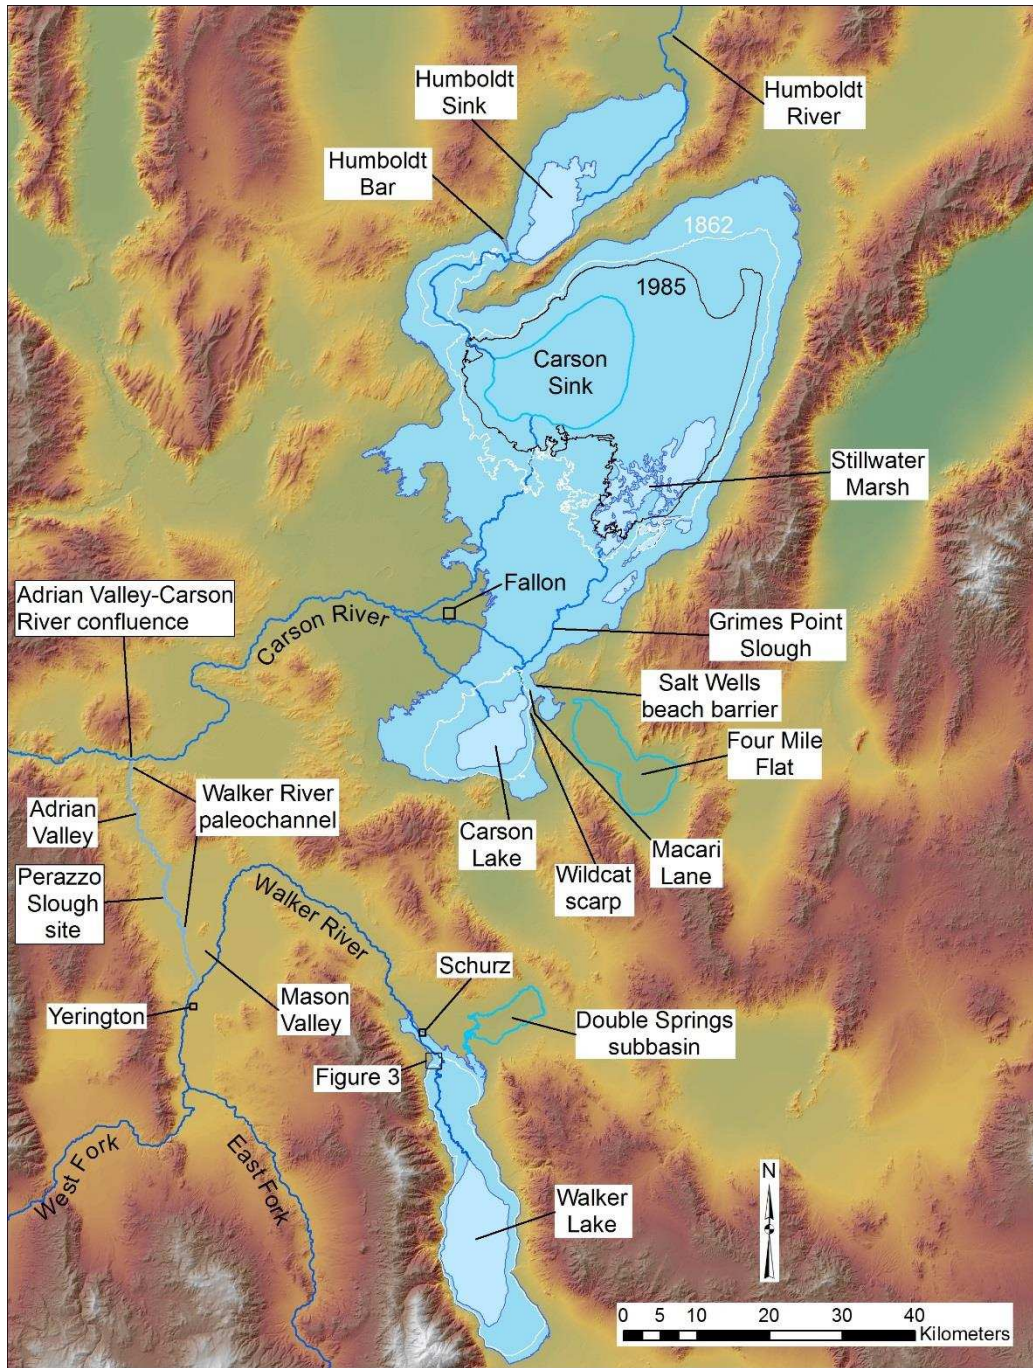 Humboldt
Sink
Humboldt
River
Humboldt
Bar
1862
1985
Carson
Sink
Stillwater
Marsh
Adrian Valley-Carson
River confluence
Fallon
Carson River
Grimes Point
Slough
Salt Wells
beach barrier
Four Mile
Flat
Walker River
paleochannel
Adrian
Valley
Carson
Lake
Macari
Lane
Wildcat
scarp
Perazzo
Slough
site
Walker River
Schurz
Yerington
Mason
Valley
Double Springs
subbasin
Figure 3
West Fork
East Fork
Walker
Lake
N
0 5 10 20 30 40
Kilometers